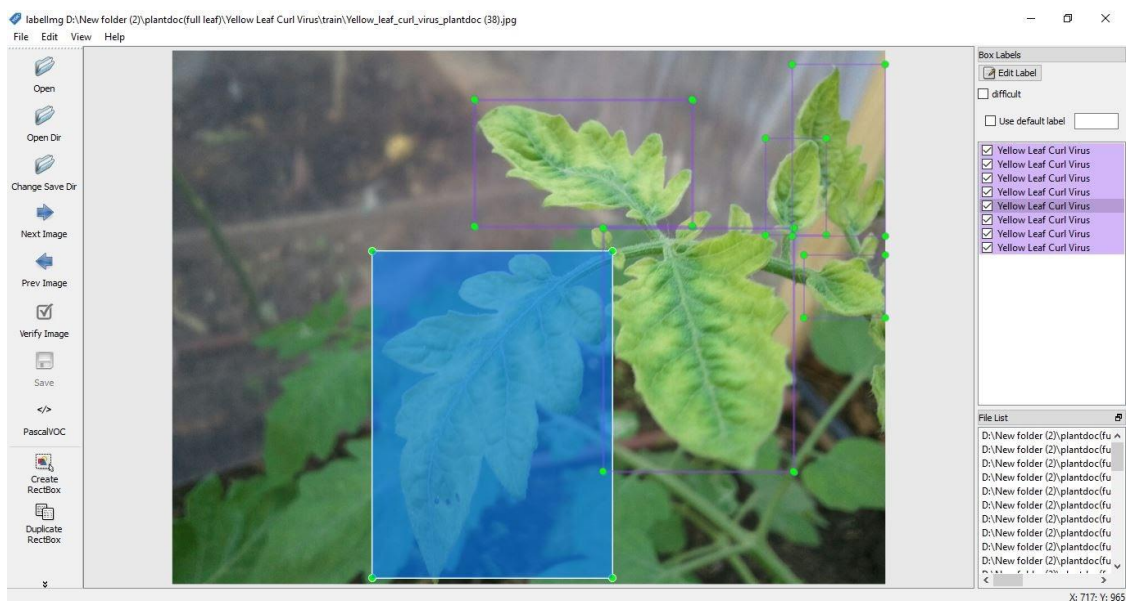 labelImg D:\New folder (2)\plantdoc(full leaf)\Yellow Leaf Curl Virus\train\Yellow_leaf_curl_virus_plantdoc (38).jpg
File Edit View Help
Open
Open Dir
Change Save Dir
Next Image
Prev Image
Verify Image
Save
</>
PascalVOC
Create
RectBox
Duplicate
RectBox
Box Labels
Edit Label
difficult
Use default label
Yellow Leaf Curl Virus
Yellow Leaf Curl Virus
Yellow Leaf Curl Virus
Yellow Leaf Curl Virus
Yellow Leaf Curl Virus
Yellow Leaf Curl Virus
Yellow Leaf Curl Virus
Yellow Leaf Curl Virus
File List
D:\New folder (2)\plantdoc(fu
D:\New folder (2)\plantdoc(fu
D:\New folder (2)\plantdoc(fu
D:\New folder (2)\plantdoc(fu
D:\New folder (2)\plantdoc(fu
D:\New folder (2)\plantdoc(fu
D:\New folder (2)\plantdoc(fu
D:\New folder (2)\plantdoc(fu
D:\New folder (2)\plantdoc(fu
D:\New folder (2)\plantdoc(fu
X: 717; Y: 965